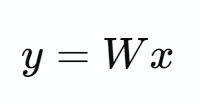 y = Wx